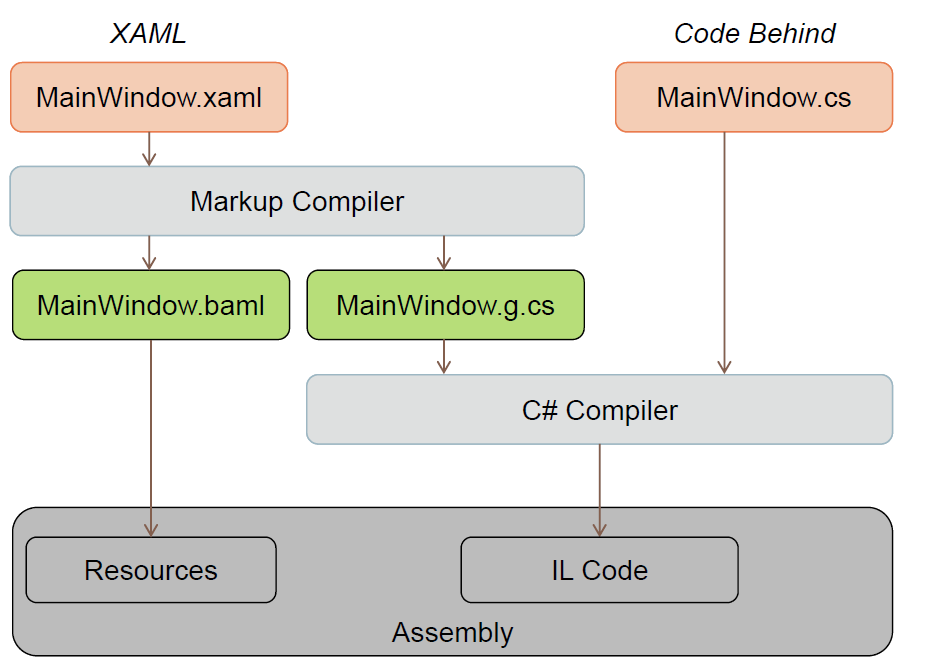 XAML
Code Behind
MainWindow.xaml
MainWindow.cs
Markup Compiler
MainWindow.baml
MainWindow.g.cs
C# Compiler
Resources
IL Code
Assembly